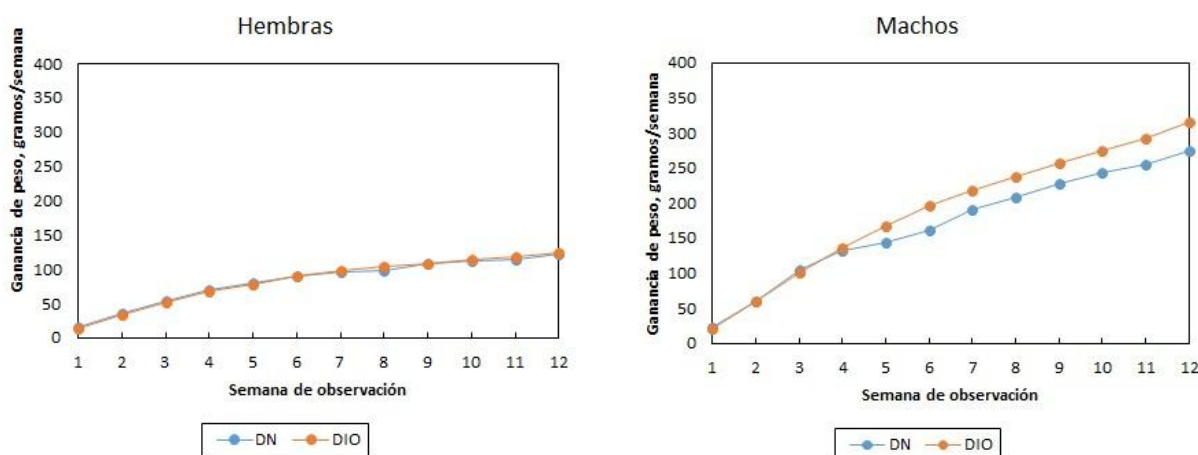 Hembras
Ganancia de peso, gramos/semana
400
350
300
250
200
150
100
50
0
1 2 3 4 5 6 7 8 9 10 11 12
Semana de observación
DN DIO
Machos
Ganancia de peso, gramos/semana
400
350
300
250
200
150
100
50
0
1 2 3 4 5 6 7 8 9 10 11 12
Semana de observación
DN DIO